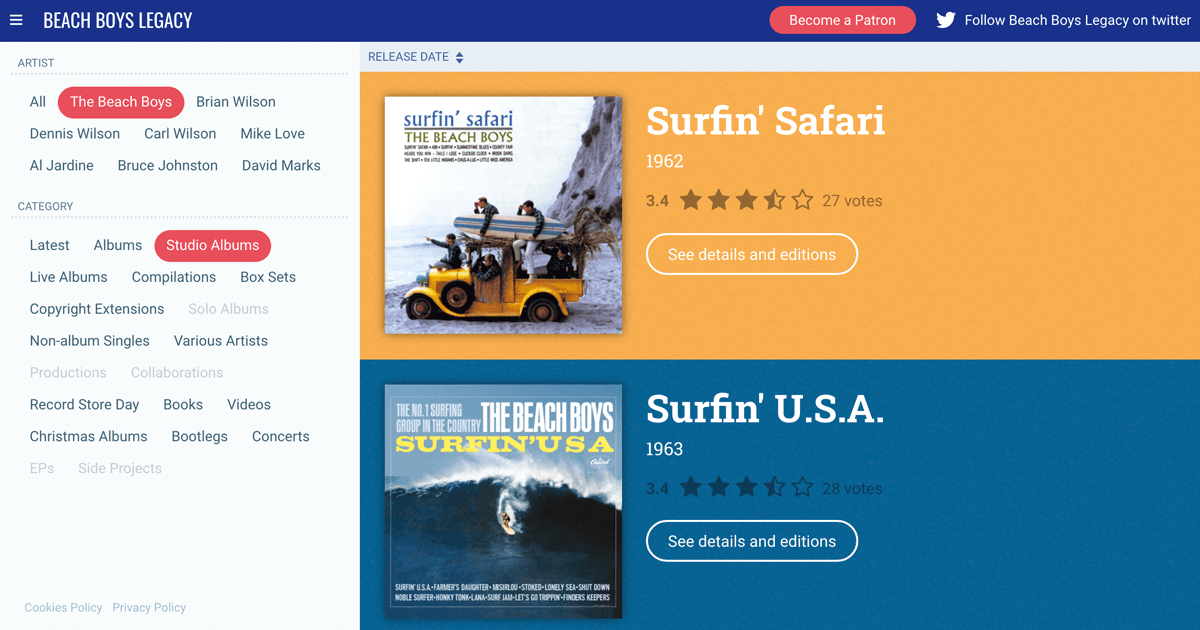 BEACH BOYS LEGACY
Become a Patron
Follow Beach Boys Legacy on twitter
ARTIST
All The Beach Boys Brian Wilson
Dennis Wilson Carl Wilson Mike Love
Al Jardine Bruce Johnston David Marks
CATEGORY
Latest Albums Studio Albums
Live Albums Compilations Box Sets
Copyright Extensions Solo Albums
Non-album Singles Various Artists
Productions Collaborations
Record Store Day Books Videos
Christmas Albums Bootlegs Concerts
EPs Side Projects
Cookies Policy Privacy Policy
RELEASE DATE
surfin' safari
THE BEACH BOYS
SURFIN' SAFARI • 409 • SURFIN' • SUMMERTIME BLUES • COUNTY FAIR
HEADS YOU WIN - TAILS I LOSE • CUCKOO CLOCK • MOON DAWG
THE SHIFT • TEN LITTLE INDIANS • CHUG-A-LUG • LITTLE MISS AMERICA
Surfin' Safari
1962
3.4 27 votes
See details and editions
THE NO. 1 SURFING
GROUP IN THE COUNTRY
THE BEACH BOYS
SURFIN' USA
Capitol
SURFIN' U.S.A. • FARMER'S DAUGHTER • MISIRLOU • STOKED • LONELY SEA • SHUT DOWN
NOBLE SURFER • HONKY TONK • LANA • SURF JAM • LET'S GO TRIPPIN' • FINDERS KEEPERS
Surfin' U.S.A.
1963
3.4 28 votes
See details and editions